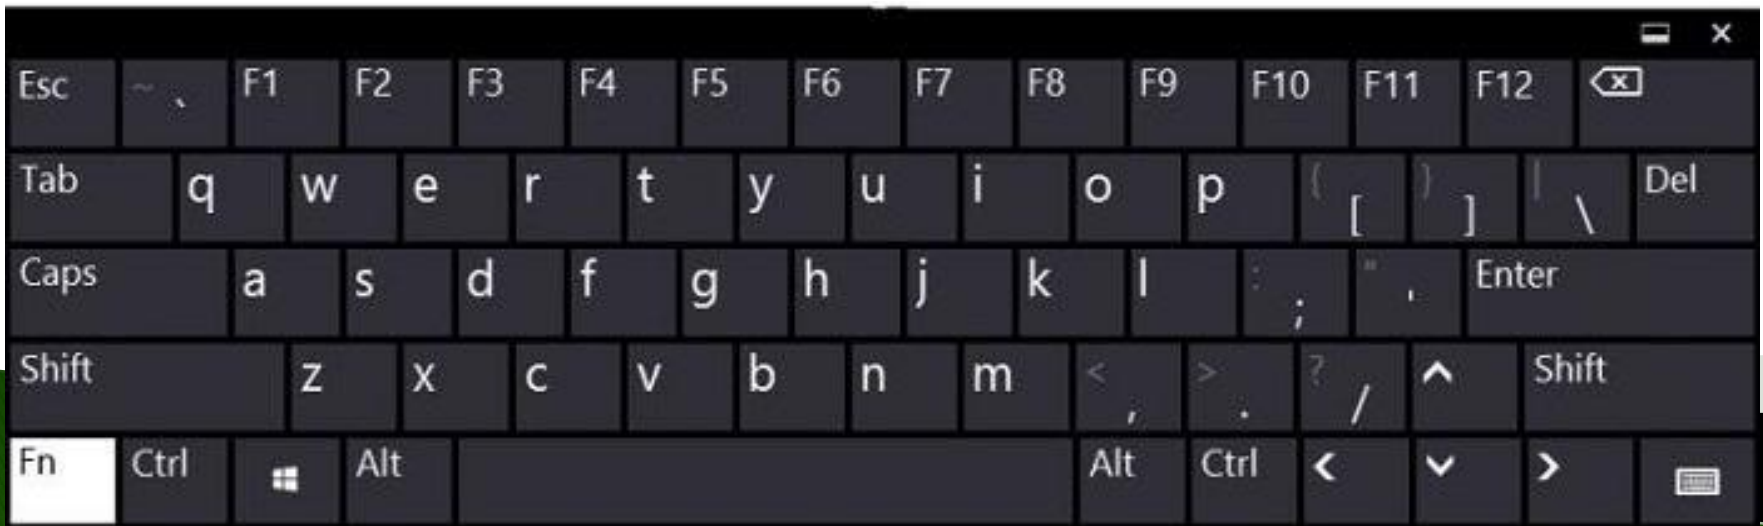 Esc ~ ` F1 F2 F3 F4 F5 F6 F7 F8 F9 F10 F11 F12
Tab q w e r t y u i o p { [ } ] | \ Del
Caps a s d f g h j k l : ; " ' Enter
Shift z x c v b n m < , > . ? / Shift
Fn Ctrl Alt Alt Ctrl